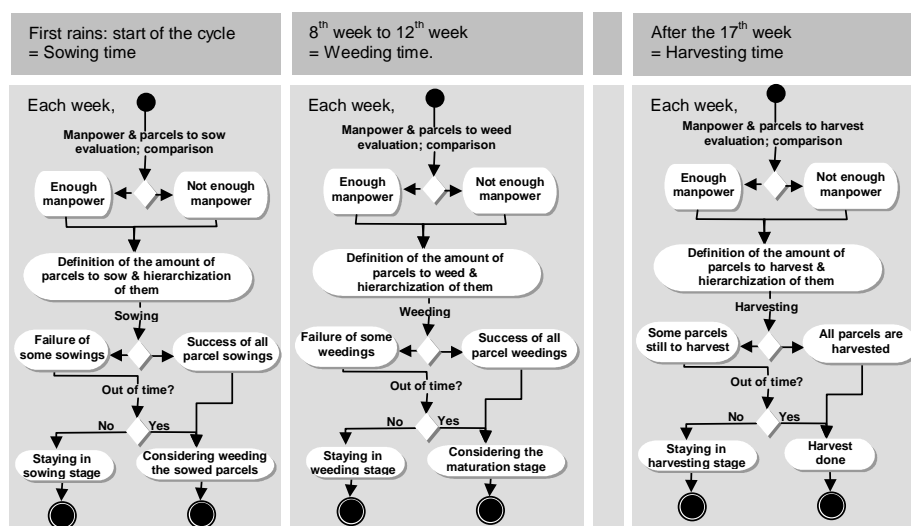 First rains: start of the cycle
= Sowing time
Each week,
Manpower & parcels to sow
evaluation; comparison
Enough
manpower
Not enough
manpower
Definition of the amount of
parcels to sow & hierarchization
of them
Sowing
Failure of
some sowings
Success of all
parcel sowings
Out of time?
No
Yes
Staying in
sowing stage
Considering weeding
the sowed parcels
8th week to 12th week
= Weeding time.
Each week,
Manpower & parcels to weed
evaluation; comparison
Enough
manpower
Not enough
manpower
Definition of the amount of
parcels to weed &
hierarchization of them
Weeding
Failure of some
weedings
Success of all
parcel weedings
Out of time?
No
Yes
Staying in
weeding stage
Considering the
maturation stage
After the 17th week
= Harvesting time
Each week,
Manpower & parcels to harvest
evaluation; comparison
Enough
manpower
Not enough
manpower
Definition of the amount of
parcels to harvest &
hierarchization of them
Harvesting
Some parcels
still to harvest
All parcels are
harvested
Out of time?
No
Yes
Staying in
harvesting stage
Harvest
done